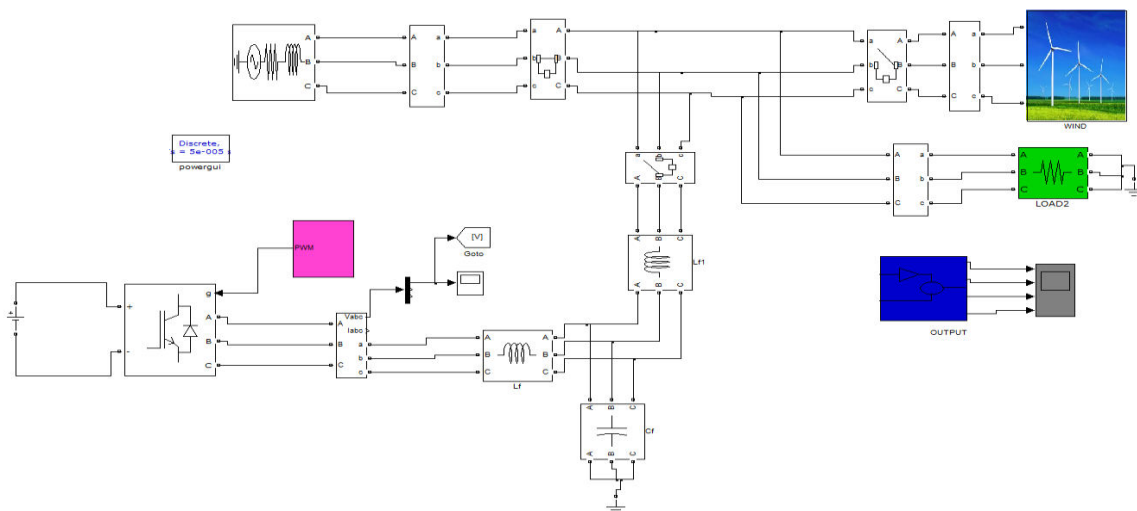 A A a a A a A A a
B B b b B b B B b
C C c c C c C C c
WIND
Discrete,
s = 5e-005 s
powergui
a b c
A B C
A a A A
B b B B
C c C C
LOAD2
PWM
[V]
Goto
A B C
Lf1
A B C
g
+
A
B
-
C
+
Vabc
Iabc
A
a
B
b
C
c
A A
B B
C C
Lf
OUTPUT
A B C
Cf
A B C